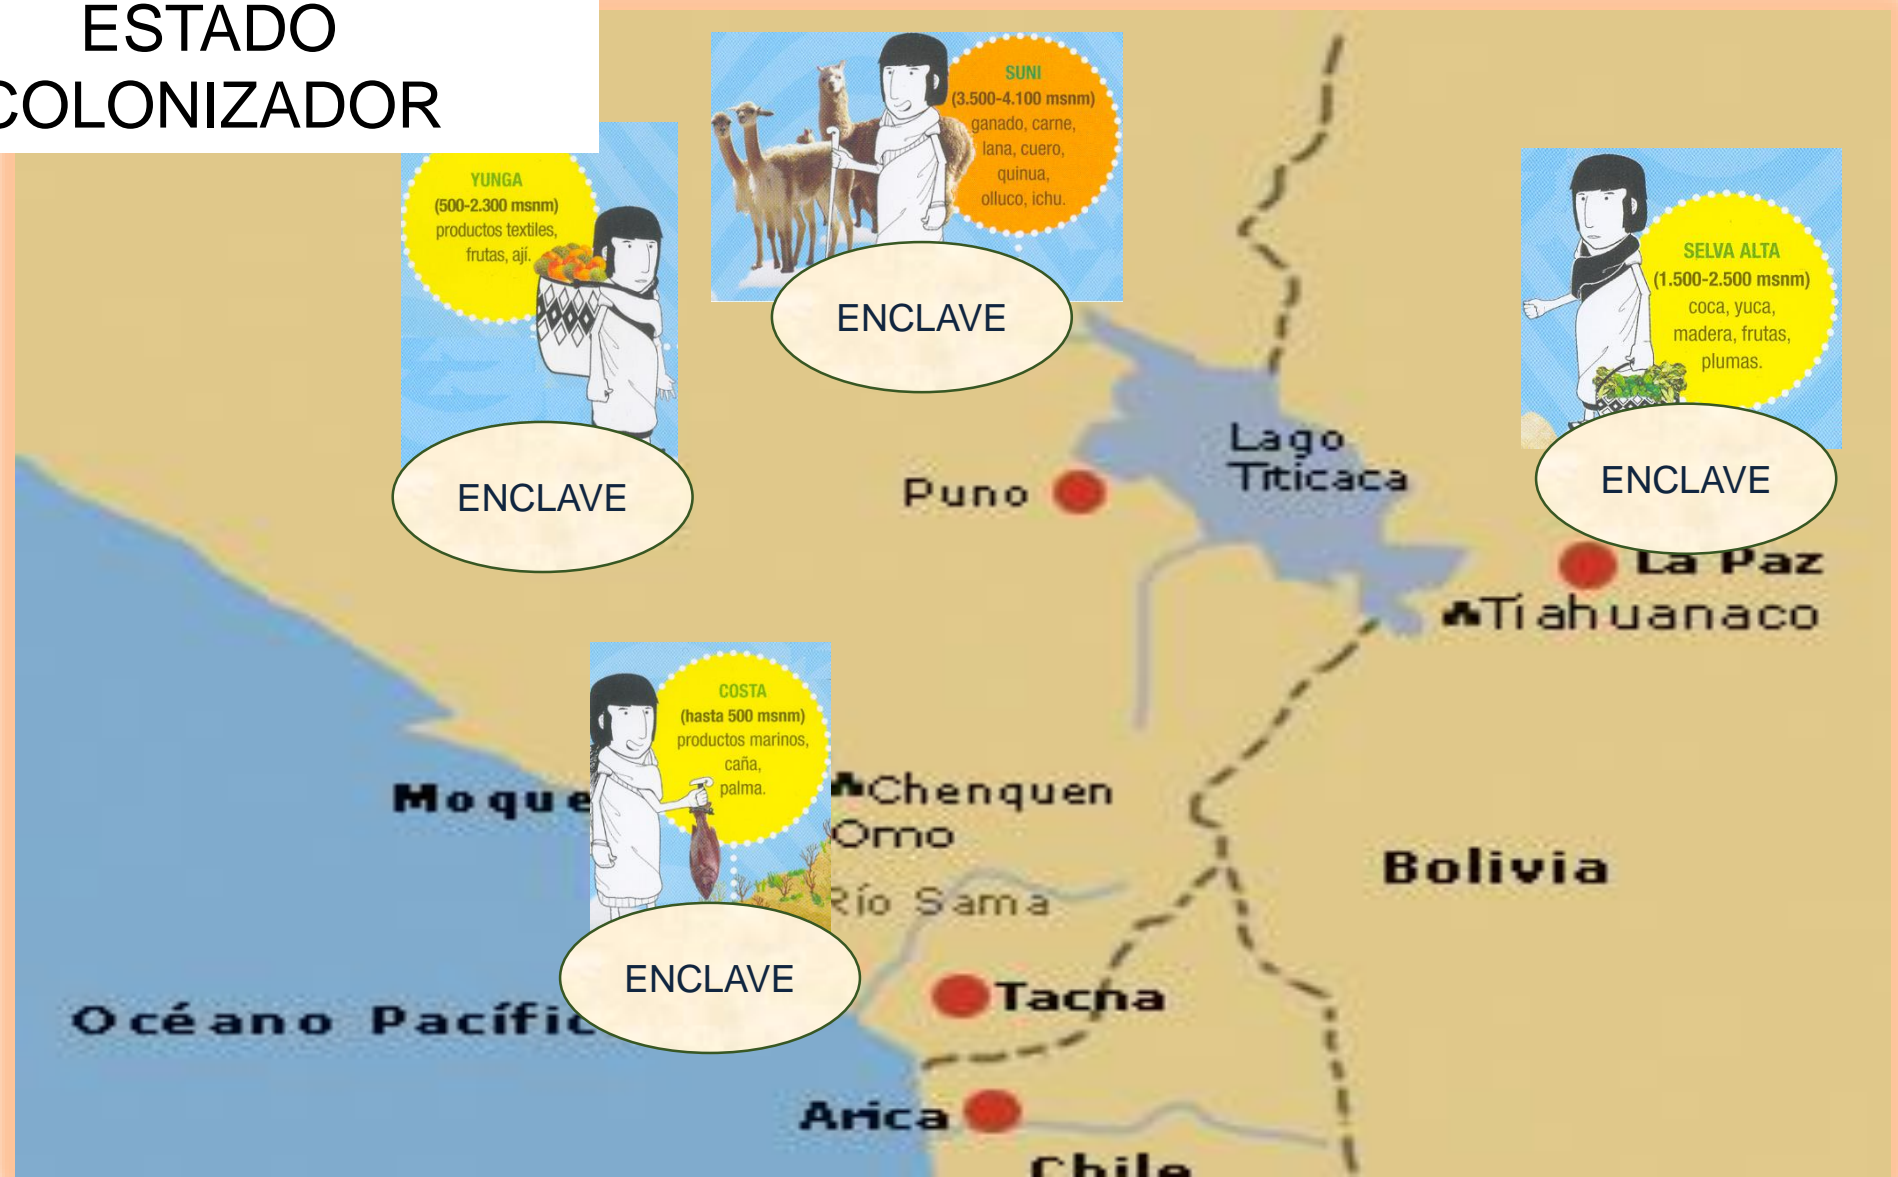 ESTADO
COLONIZADOR
YUNGA
(500-2.300 msnm)
productos textiles,
frutas, ají.
ENCLAVE
SUNI
(3.500-4.100 msnm)
ganado, carne,
lana, cuero,
quinua,
olluco, ichu.
ENCLAVE
SELVA ALTA
(1.500-2.500 msnm)
coca, yuca,
madera, frutas,
plumas.
ENCLAVE
Lago
Titicaca
Puno
La Paz
Tiahuanaco
COSTA
(hasta 500 msnm)
productos marinos,
caña,
palma.
ENCLAVE
Moque
Chenquen
Omo
Río Sama
Bolivia
Tacna
Océano Pacífic
Arica
Chile